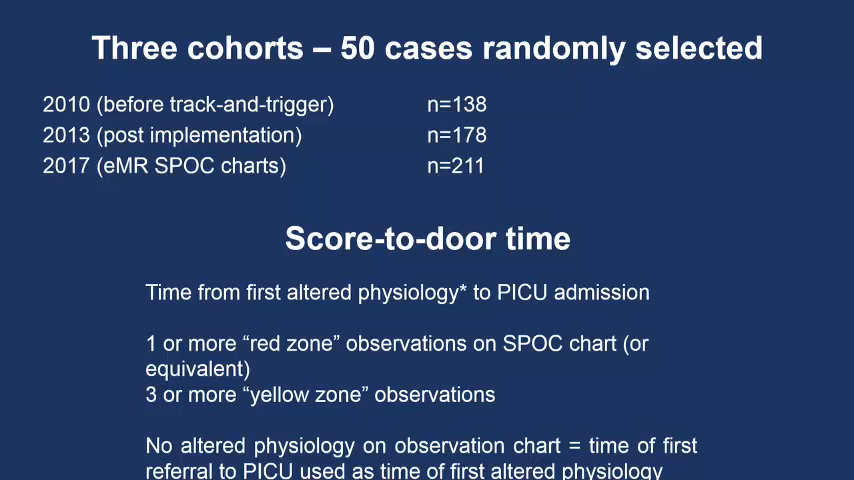 Three cohorts – 50 cases randomly selected
2010 (before track-and-trigger) n=138
2013 (post implementation) n=178
2017 (eMR SPOC charts) n=211
Score-to-door time
Time from first altered physiology* to PICU admission
1 or more “red zone” observations on SPOC chart (or
equivalent)
3 or more “yellow zone” observations
No altered physiology on observation chart = time of first
referral to PICU used as time of first altered physiology